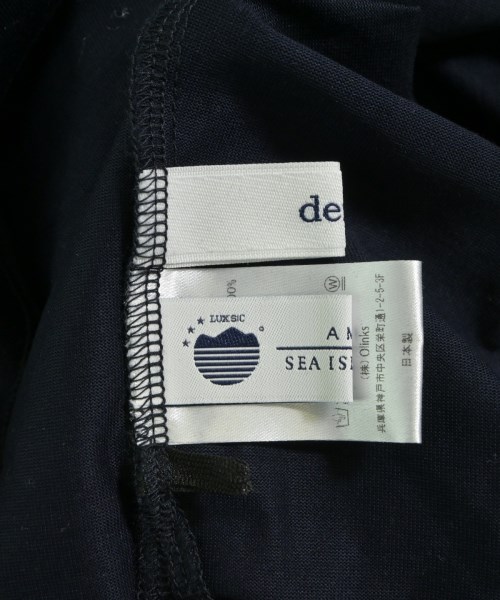 de
LUXSIC
A M
SEA IS
00%
W
(株) Olinks
兵庫県神戸市中央区栄町通1-2-5-3F
日本製